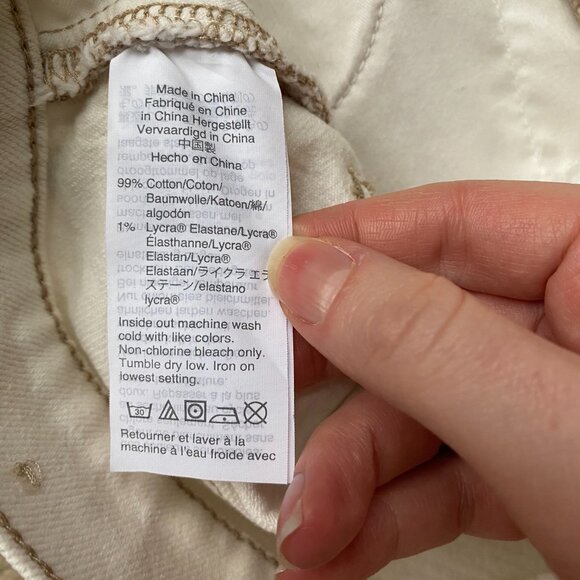 Made in China
Fabriqué en Chine
in China Hergestellt
Vervaardigd in China
中国製
Hecho en China
99% Cotton/Coton/
Baumwolle/Katoen/綿/
algodón
1% Lycra® Elastane/Lycra®
Élasthanne/Lycra®
Elastan/Lycra®
Elastaan/ライクラ エラ
ステーン/elastano
lycra®
Inside out machine wash
cold with like colors.
Non-chlorine bleach only.
Tumble dry low. Iron on
lowest setting.
30
Retourner et laver à la
machine à l'eau froide avec